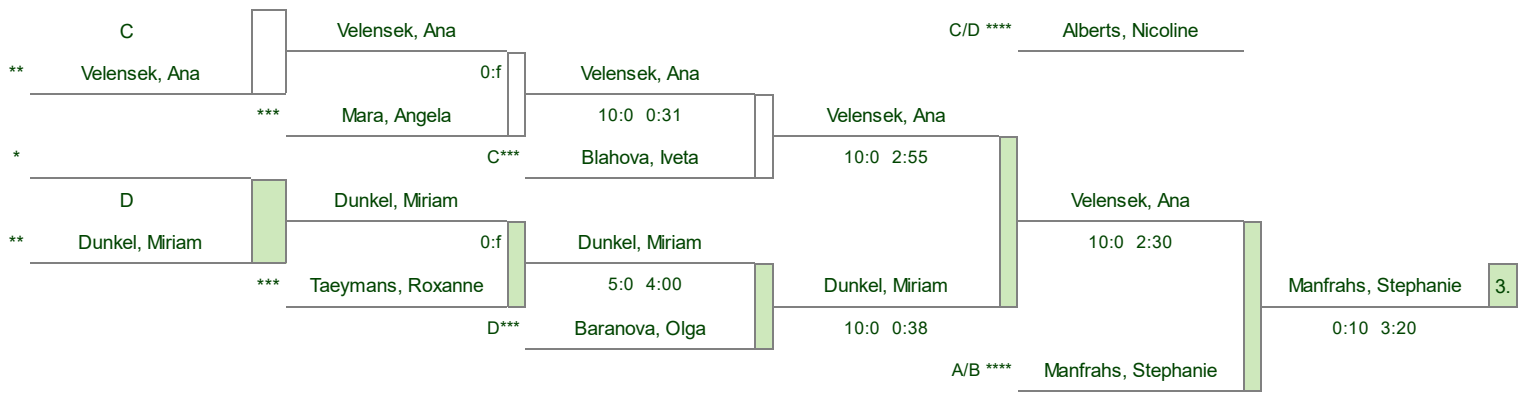 C Velensek, Ana C/D **** Alberts, Nicoline
** Velensek, Ana 0:f Velensek, Ana
*** Mara, Angela 10:0 0:31 Velensek, Ana
* C*** Blahova, Iveta 10:0 2:55
D Dunkel, Miriam Velensek, Ana
** Dunkel, Miriam 0:f Dunkel, Miriam 10:0 2:30
*** Taeymans, Roxanne 5:0 4:00 Dunkel, Miriam Manfrahs, Stephanie 3.
D*** Baranova, Olga 10:0 0:38 0:10 3:20
A/B **** Manfrahs, Stephanie